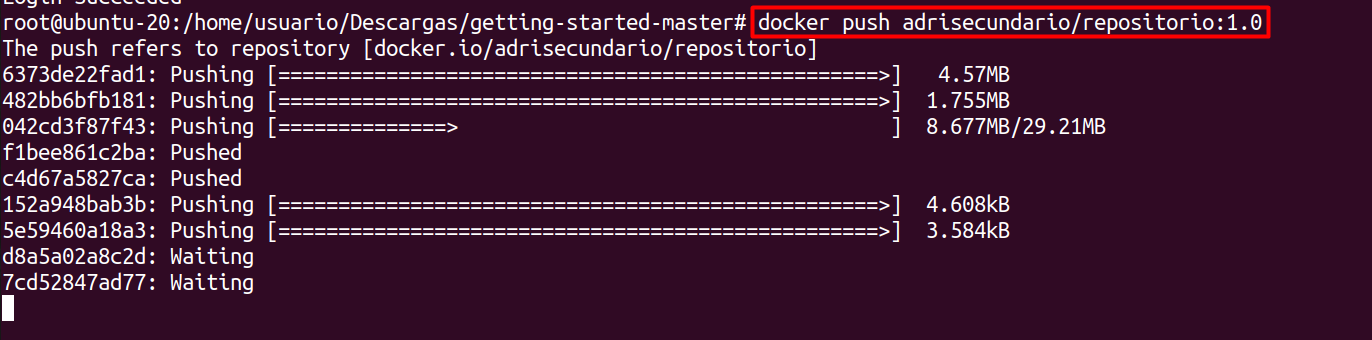 Login Succeeded
root@ubuntu-20:/home/usuario/Descargas/getting-started-master# docker push adrisecundario/repositorio:1.0
The push refers to repository [docker.io/adrisecundario/repositorio]
6373de22fad1: Pushing [==================================================>]   4.57MB
482bb6bfb181: Pushing [==================================================>]  1.755MB
042cd3f87f43: Pushing [==============>                                    ]  8.677MB/29.21MB
f1bee861c2ba: Pushed
c4d67a5827ca: Pushed
152a948bab3b: Pushing [==================================================>]  4.608kB
5e59460a18a3: Pushing [==================================================>]  3.584kB
d8a5a02a8c2d: Waiting
7cd52847ad77: Waiting